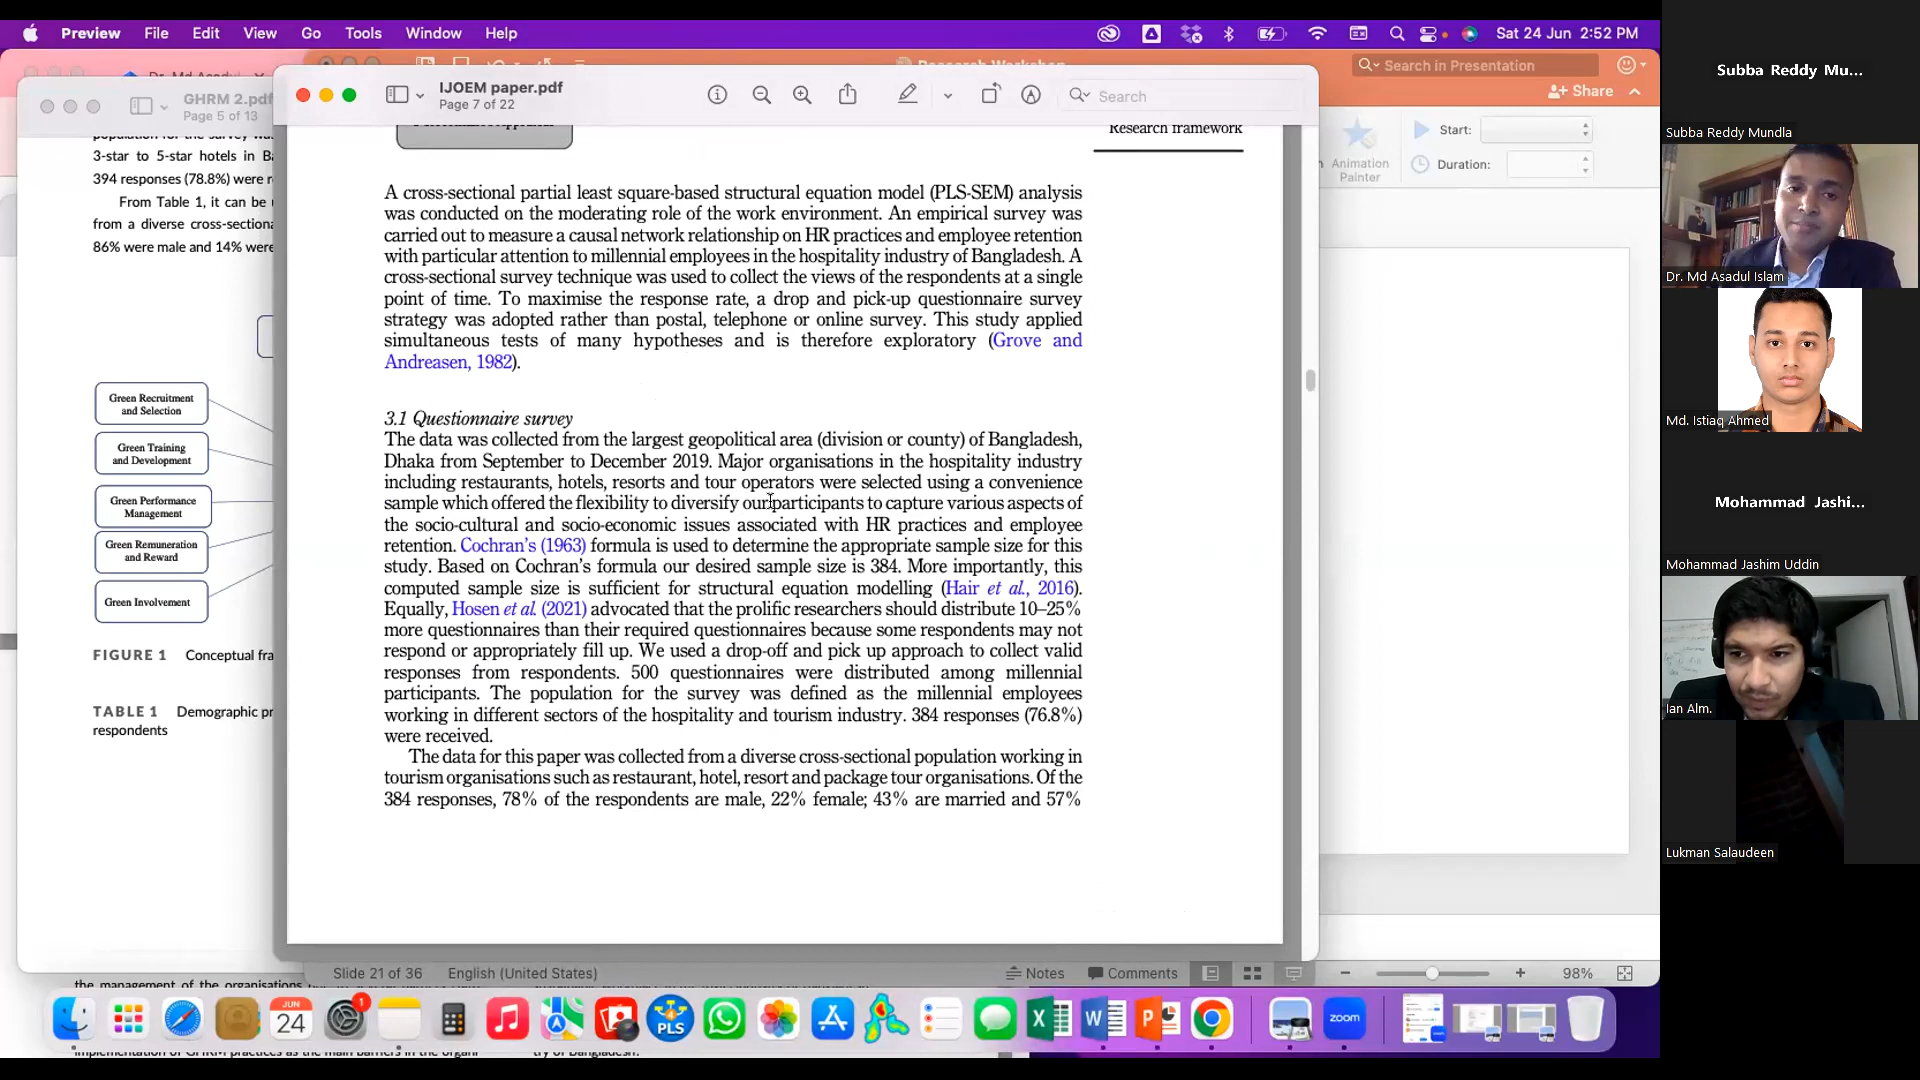 Preview File Edit View Go Tools Window Help
Sat 24 Jun 2:52 PM
Search in Presentation
Share
Start:
Duration:
Animation
Painter
GHRM 2.pdf
Page 5 of 13
3-star to 5-star hotels in
394 responses (78.8%) were
From Table 1, it can be
from a diverse cross-sectiona
86% were male and 14% were
Green Recruitment
and Selection
Green Training
and Development
Green Performance
Management
Green Remuneration
and Reward
Green Involvement
FIGURE 1 Conceptual fra
TABLE 1 Demographic pr
respondents
IJOEM paper.pdf
Page 7 of 22
Search
Research framework
A cross-sectional partial least square-based structural equation model (PLS-SEM) analysis
was conducted on the moderating role of the work environment. An empirical survey was
carried out to measure a causal network relationship on HR practices and employee retention
with particular attention to millennial employees in the hospitality industry of Bangladesh. A
cross-sectional survey technique was used to collect the views of the respondents at a single
point of time. To maximise the response rate, a drop and pick-up questionnaire survey
strategy was adopted rather than postal, telephone or online survey. This study applied
simultaneous tests of many hypotheses and is therefore exploratory (Grove and
Andreasen, 1982).
3.1 Questionnaire survey
The data was collected from the largest geopolitical area (division or county) of Bangladesh,
Dhaka from September to December 2019. Major organisations in the hospitality industry
including restaurants, hotels, resorts and tour operators were selected using a convenience
sample which offered the flexibility to diversify our participants to capture various aspects of
the socio-cultural and socio-economic issues associated with HR practices and employee
retention. Cochran's (1963) formula is used to determine the appropriate sample size for this
study. Based on Cochran's formula our desired sample size is 384. More importantly, this
computed sample size is sufficient for structural equation modelling (Hair et al., 2016).
Equally, Hosen et al. (2021) advocated that the prolific researchers should distribute 10–25%
more questionnaires than their required questionnaires because some respondents may not
respond or appropriately fill up. We used a drop-off and pick up approach to collect valid
responses from respondents. 500 questionnaires were distributed among millennial
participants. The population for the survey was defined as the millennial employees
working in different sectors of the hospitality and tourism industry. 384 responses (76.8%)
were received.
The data for this paper was collected from a diverse cross-sectional population working in
tourism organisations such as restaurant, hotel, resort and package tour organisations. Of the
384 responses, 78% of the respondents are male, 22% female; 43% are married and 57%
Slide 21 of 36 English (United States)
Notes Comments 98%
the management of the organisations
JUN
24
1
PLS
zoom
Subba Reddy Mu...
Subba Reddy Mundla
Dr. Md Asadul Islam
Md. Istiaq Ahmed
Mohammad Jashi...
Mohammad Jashim Uddin
Ian Alm.
Lukman Salaudeen